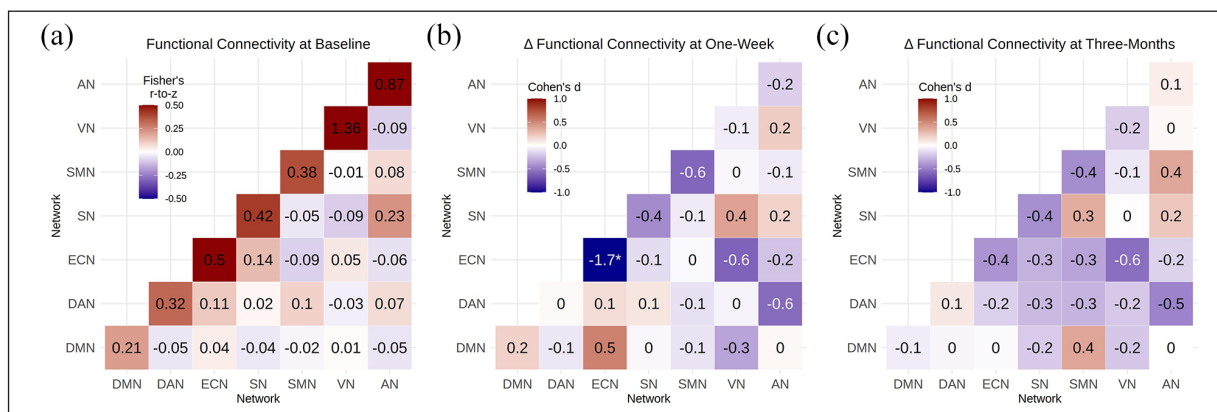 (a)
Functional Connectivity at Baseline
Fisher's
r-to-z
0.50
0.25
0.00
-0.25
-0.50
Network
AN 0.87
VN 1.36 -0.09
SMN 0.38 -0.01 0.08
SN 0.42 -0.05 -0.09 0.23
ECN 0.5 0.14 -0.09 0.05 -0.06
DAN 0.32 0.11 0.02 0.1 -0.03 0.07
DMN 0.21 -0.05 0.04 -0.04 -0.02 0.01 -0.05
DMN DAN ECN SN SMN VN AN
Network
(b)
Δ Functional Connectivity at One-Week
Cohen's d
1.0
0.5
0.0
-0.5
-1.0
Network
AN -0.2
VN -0.1 0.2
SMN -0.6 0 -0.1
SN -0.4 -0.1 0.4 0.2
ECN -1.7* -0.1 0 -0.6 -0.2
DAN 0 0.1 0.1 -0.1 0 -0.6
DMN 0.2 -0.1 0.5 0 -0.1 -0.3 0
DMN DAN ECN SN SMN VN AN
Network
(c)
Δ Functional Connectivity at Three-Months
Cohen's d
1.0
0.5
0.0
-0.5
-1.0
Network
AN 0.1
VN -0.2 0
SMN -0.4 -0.1 0.4
SN -0.4 0.3 0 0.2
ECN -0.4 -0.3 -0.3 -0.6 -0.2
DAN 0.1 -0.2 -0.3 -0.3 -0.2 -0.5
DMN -0.1 0 0 -0.2 0.4 -0.2 0
DMN DAN ECN SN SMN VN AN
Network